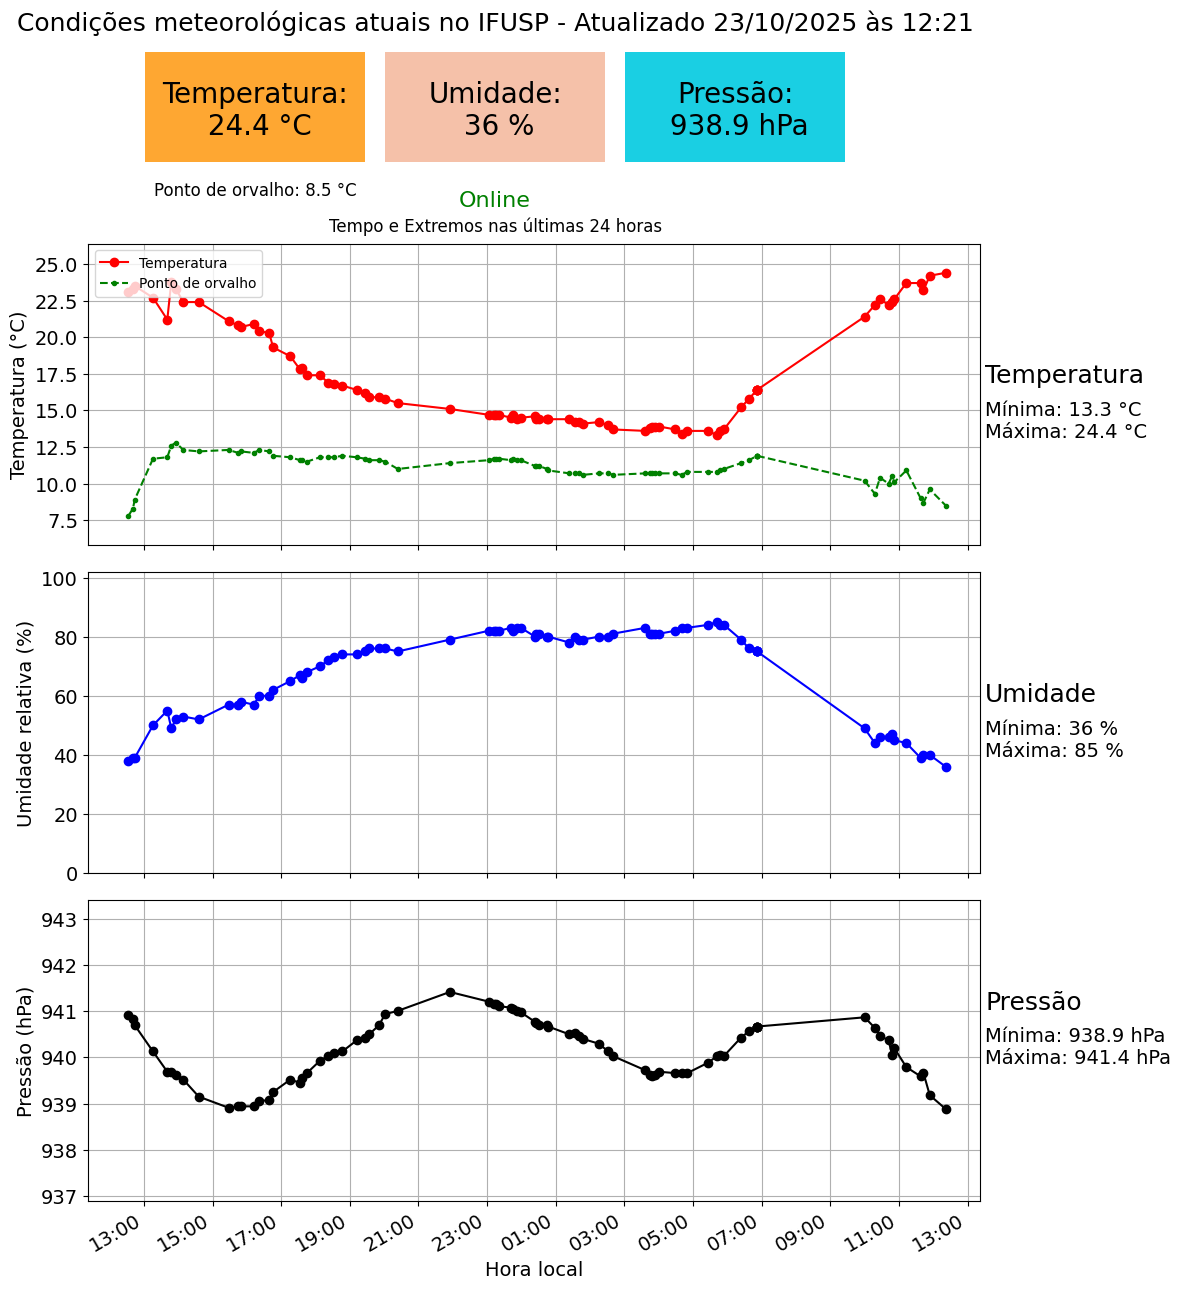 Condições meteorológicas atuais no IFUSP - Atualizado 23/10/2025 às 12:21
Temperatura:
24.4 °C
Umidade:
36 %
Pressão:
938.9 hPa
Ponto de orvalho: 8.5 °C
Online
Tempo e Extremos nas últimas 24 horas
Temperatura
Ponto de orvalho
Temperatura (°C)
25.0
22.5
20.0
17.5
15.0
12.5
10.0
7.5
Temperatura
Mínima: 13.3 °C
Máxima: 24.4 °C
Umidade relativa (%)
100
80
60
40
20
0
Umidade
Mínima: 36 %
Máxima: 85 %
Pressão (hPa)
943
942
941
940
939
938
937
Pressão
Mínima: 938.9 hPa
Máxima: 941.4 hPa
13:00 15:00 17:00 19:00 21:00 23:00 01:00 03:00 05:00 07:00 09:00 11:00 13:00
Hora local